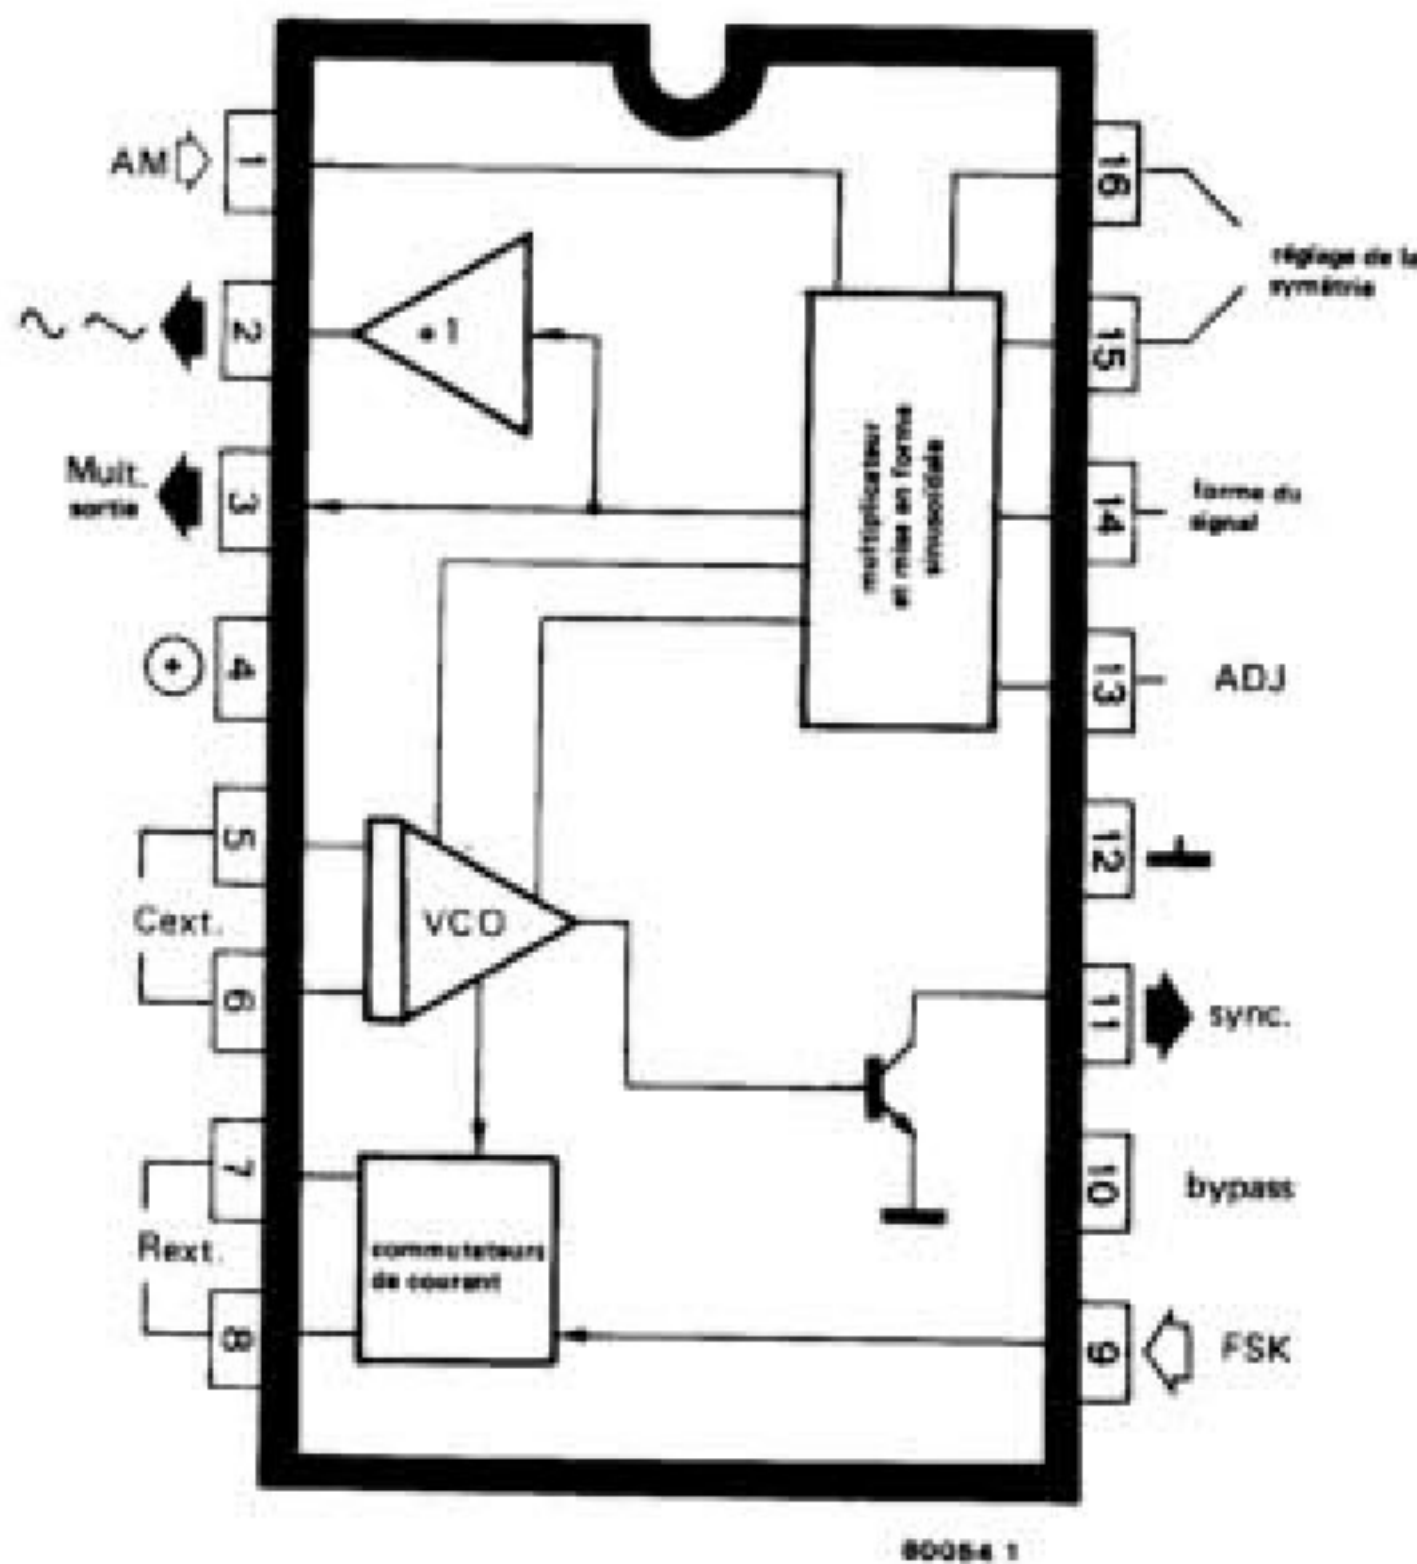 AM
1
2
Mult.
sortie
3
4
5
Cext.
6
7
Rext.
8
+1
multiplicateur
et mise en forme
sinusoïdale
VCO
commutateurs
de courant
16
réglage de la
symétrie
15
forme du
signal
14
13
ADJ
12
11
sync.
10
bypass
9
FSK
80054 1